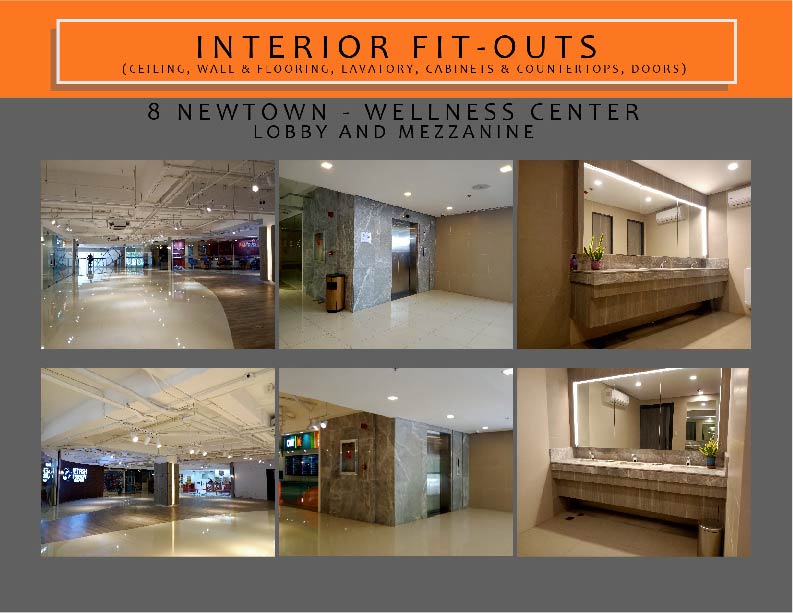 INTERIOR FIT-OUTS
(CEILING, WALL & FLOORING, LAVATORY, CABINETS & COUNTERTOPS, DOORS)
8 NEWTOWN - WELLNESS CENTER
LOBBY AND MEZZANINE